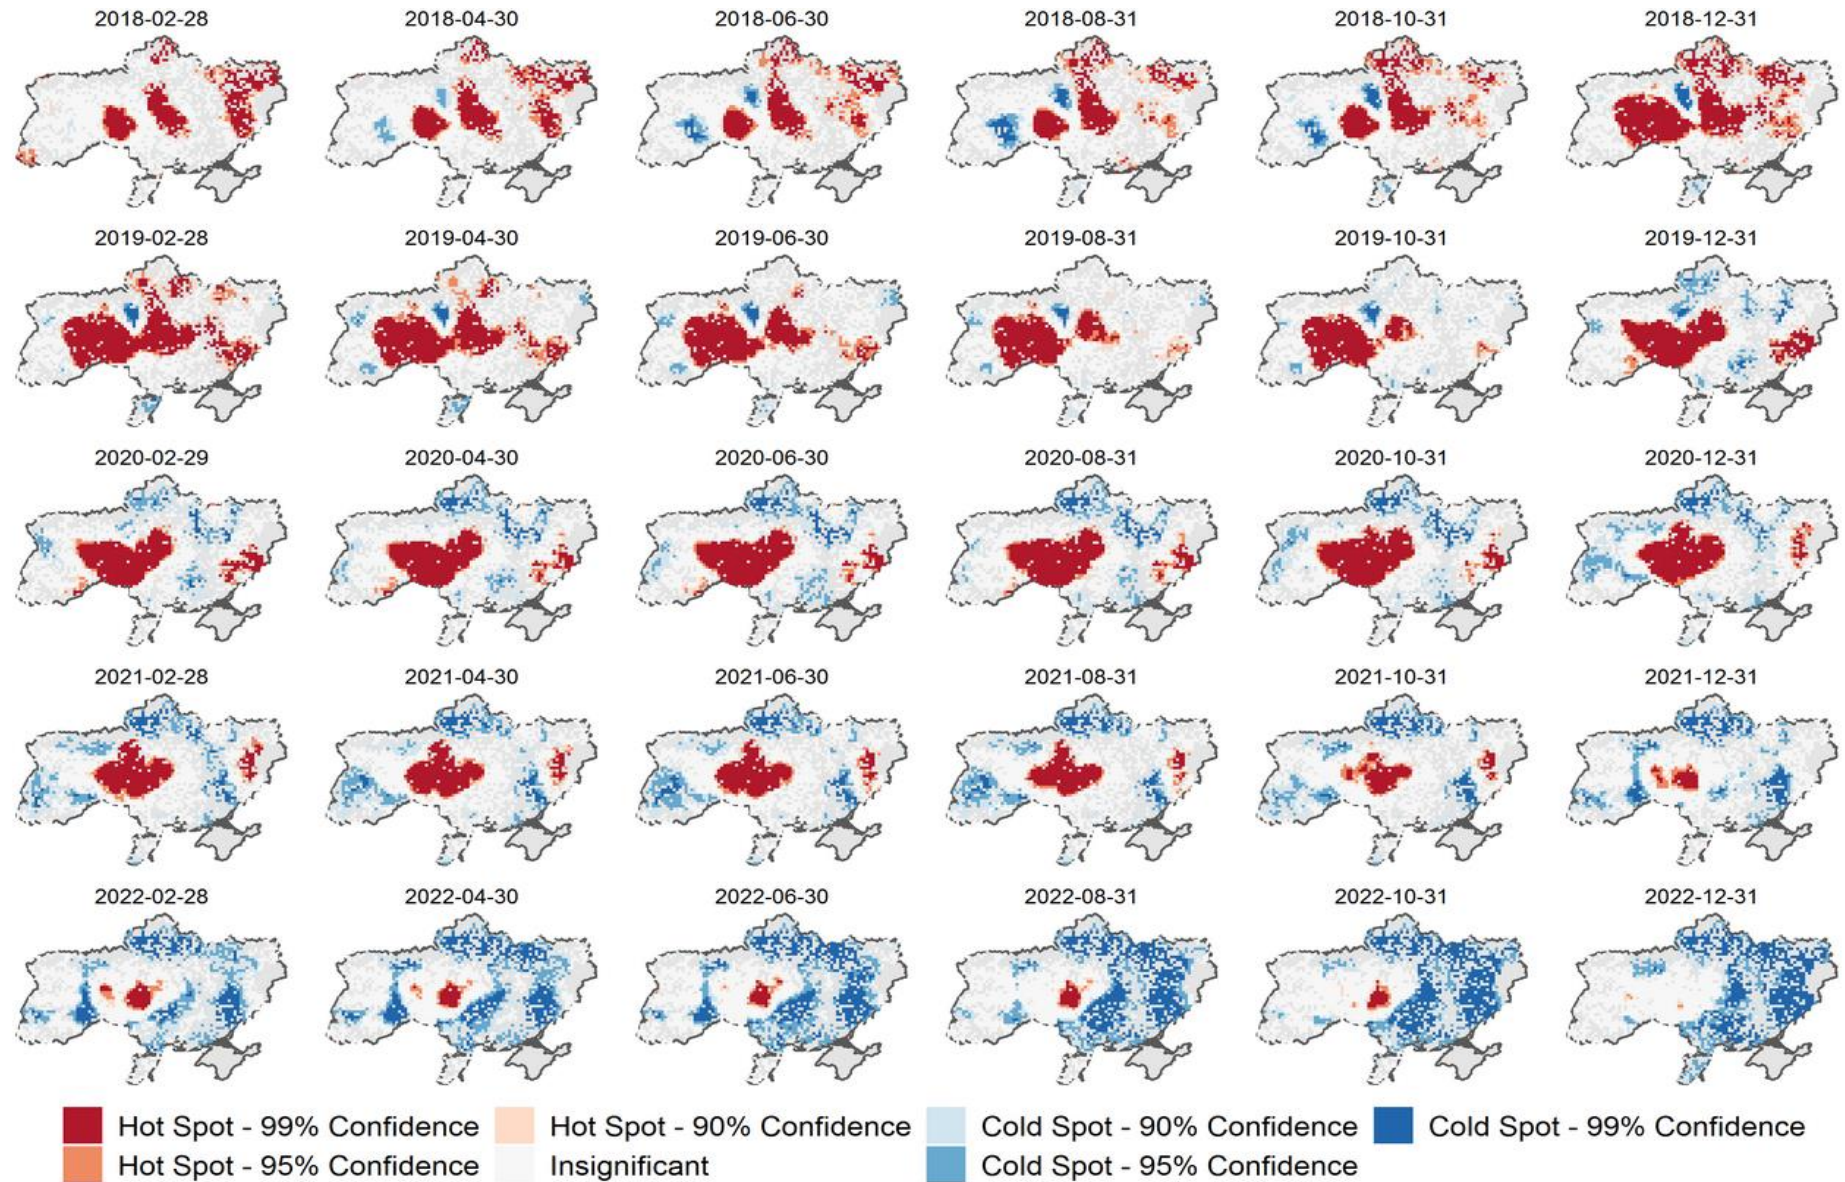 2018-02-28 2018-04-30 2018-06-30 2018-08-31 2018-10-31 2018-12-31
2019-02-28 2019-04-30 2019-06-30 2019-08-31 2019-10-31 2019-12-31
2020-02-29 2020-04-30 2020-06-30 2020-08-31 2020-10-31 2020-12-31
2021-02-28 2021-04-30 2021-06-30 2021-08-31 2021-10-31 2021-12-31
2022-02-28 2022-04-30 2022-06-30 2022-08-31 2022-10-31 2022-12-31
Hot Spot - 99% Confidence Hot Spot - 90% Confidence Cold Spot - 90% Confidence Cold Spot - 99% Confidence
Hot Spot - 95% Confidence Insignificant Cold Spot - 95% Confidence